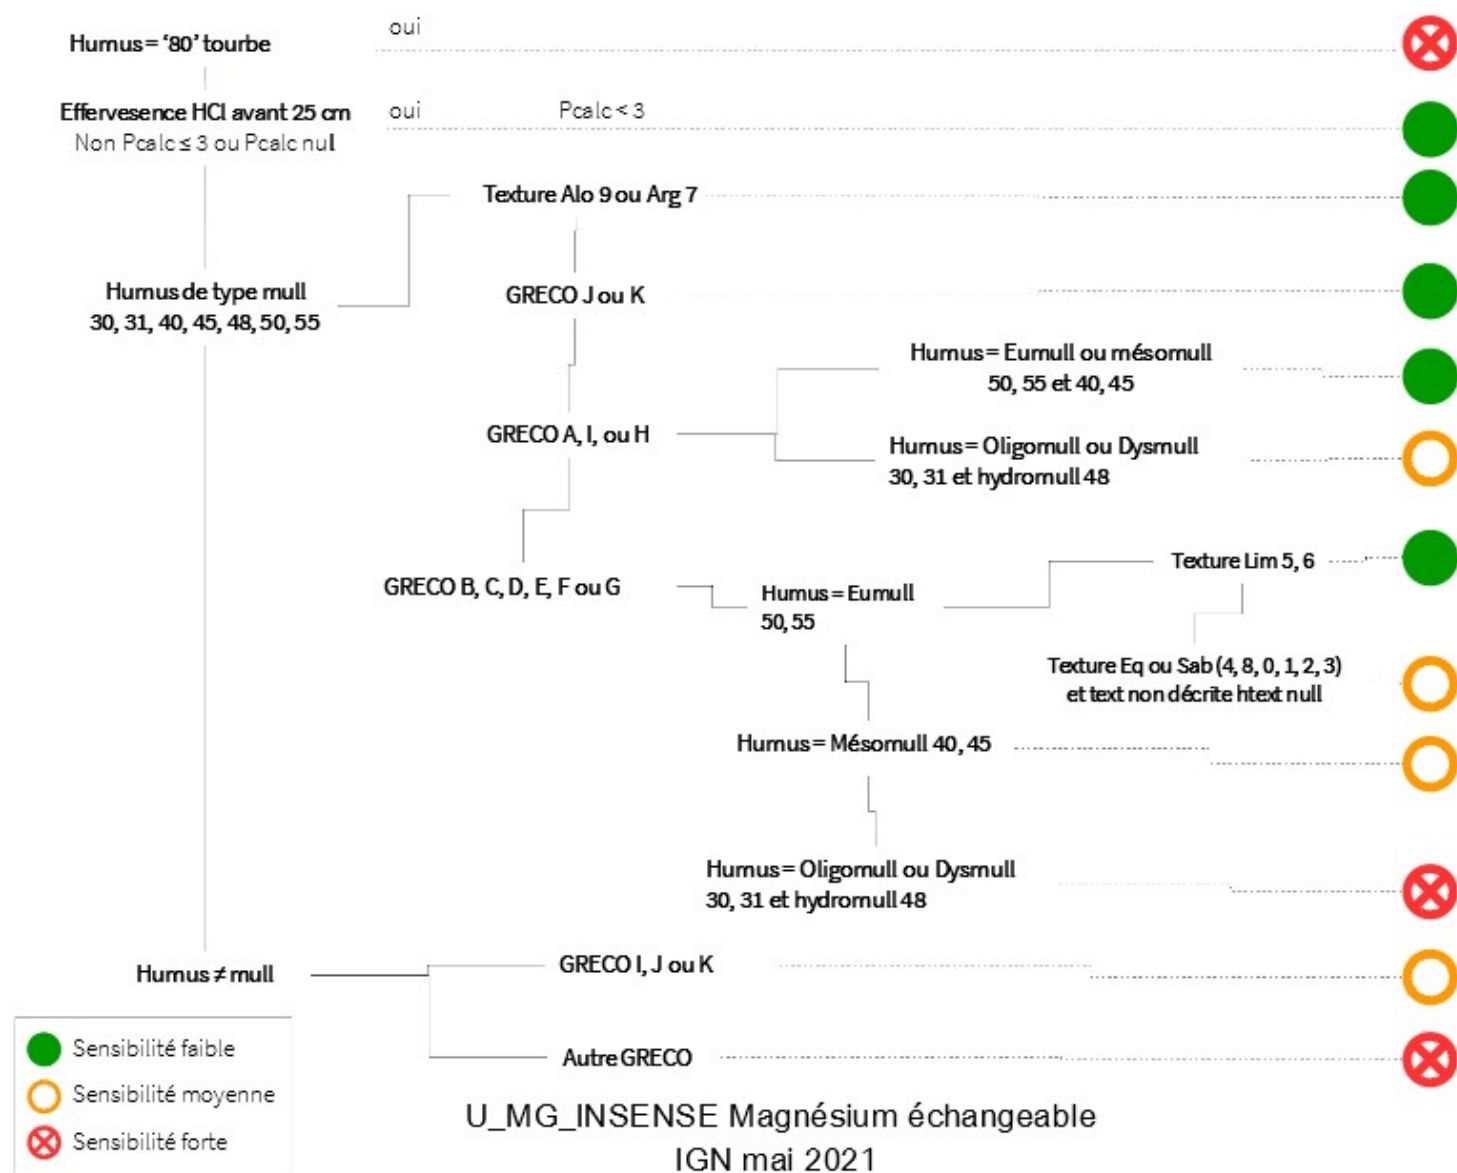 Humus = ‘80’ tourbe
oui
Effervesence HCl avant 25 cm
oui
Pcalc < 3
Non Pcalc ≤ 3 ou Pcalc nul
Texture Alo 9 ou Arg 7
Humus de type mull
30, 31, 40, 45, 48, 50, 55
GRECO J ou K
Humus = Eumull ou mésomull
50, 55 et 40, 45
GRECO A, I, ou H
Humus = Oligomull ou Dysmull
30, 31 et hydromull 48
Texture Lim 5, 6
GRECO B, C, D, E, F ou G
Humus = Eumull
50, 55
Texture Eq ou Sab (4, 8, 0, 1, 2, 3)
et text non décrite htext null
Humus = Mésomull 40, 45
Humus = Oligomull ou Dysmull
30, 31 et hydromull 48
Humus ≠ mull
GRECO I, J ou K
Autre GRECO
Sensibilité faible
Sensibilité moyenne
Sensibilité forte
U_MG_INSENSE Magnésium échangeable
IGN mai 2021